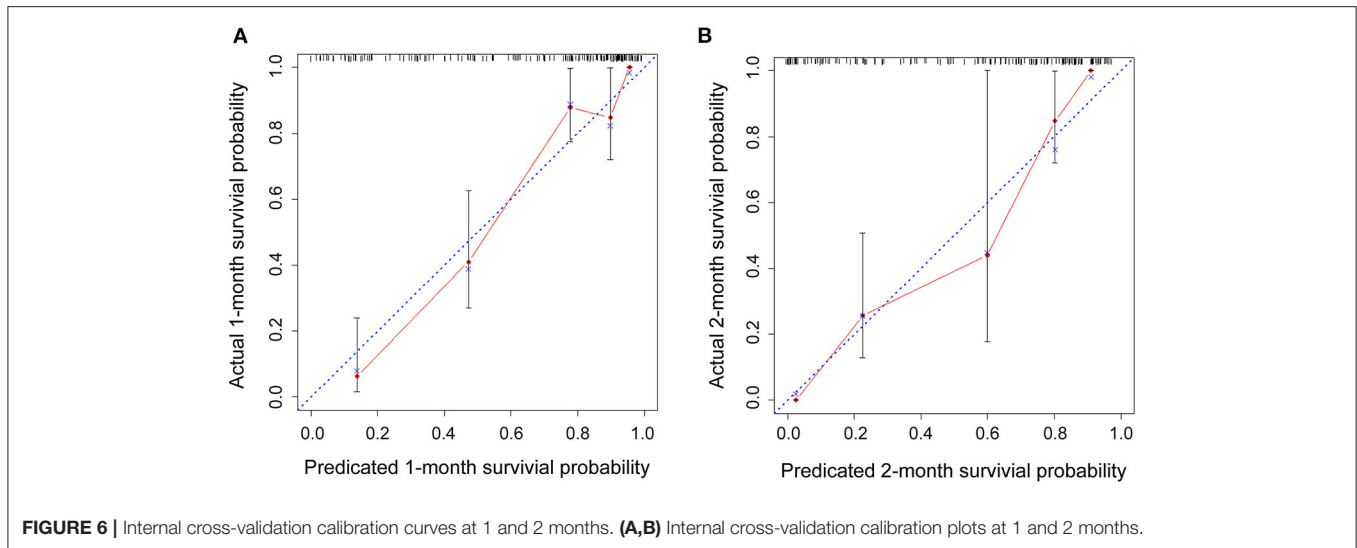 A
Actual 1-month survivial probability
1.0
0.8
0.6
0.4
0.2
0.0
0.0 0.2 0.4 0.6 0.8 1.0
Predicated 1-month survivial probability
B
Actual 2-month survivial probability
1.0
0.8
0.6
0.4
0.2
0.0
0.0 0.2 0.4 0.6 0.8 1.0
Predicated 2-month survivial probability
FIGURE 6 | Internal cross-validation calibration curves at 1 and 2 months. (A,B) Internal cross-validation calibration plots at 1 and 2 months.